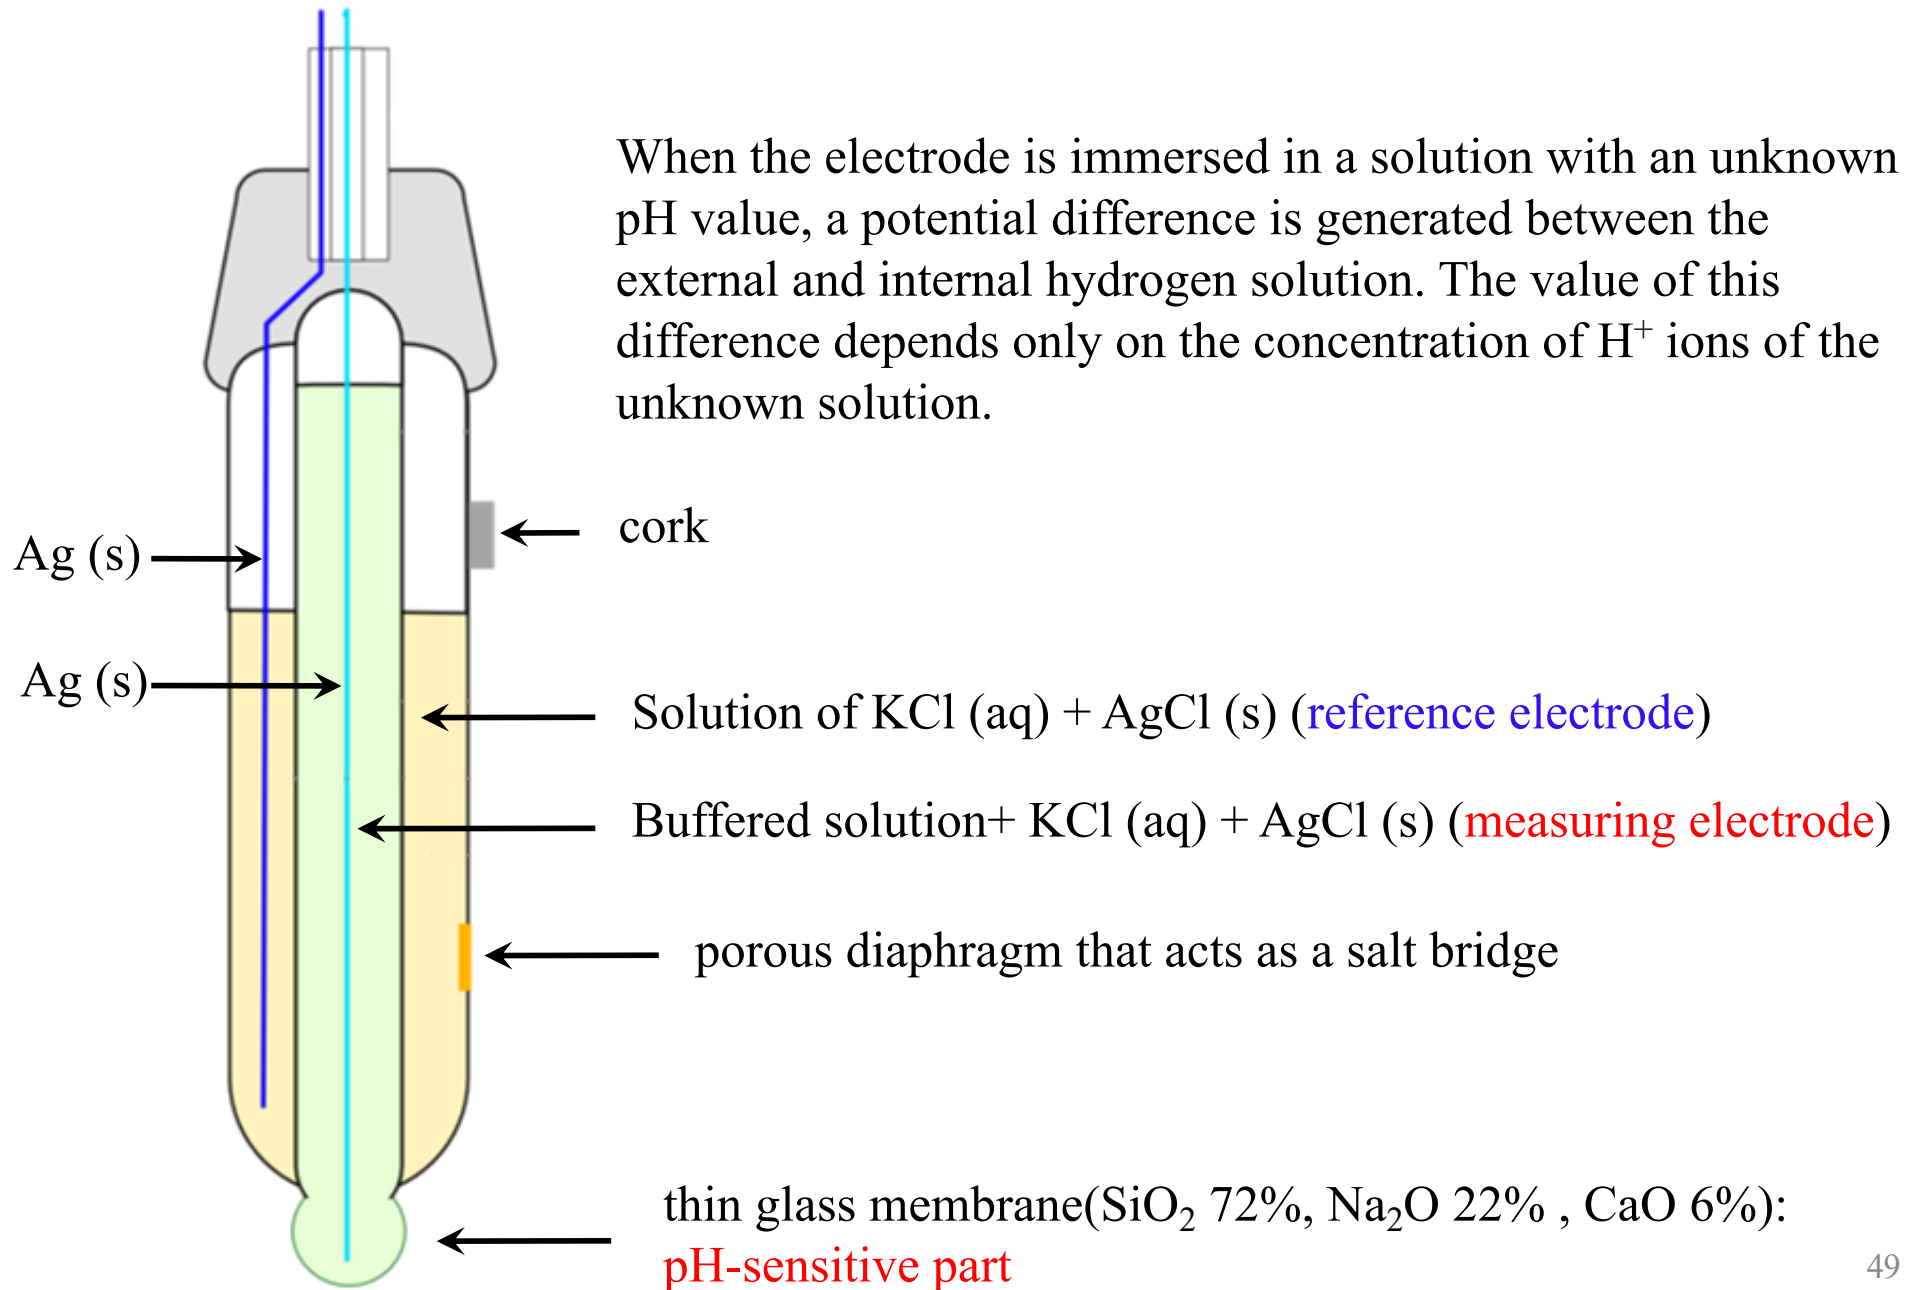 When the electrode is immersed in a solution with an unknown
pH value, a potential difference is generated between the
external and internal hydrogen solution. The value of this
difference depends only on the concentration of H⁺ ions of the
unknown solution.
cork
Ag (s)
Ag (s)
Solution of KCl (aq) + AgCl (s) (reference electrode)
Buffered solution+ KCl (aq) + AgCl (s) (measuring electrode)
porous diaphragm that acts as a salt bridge
thin glass membrane(SiO₂ 72%, Na₂O 22% , CaO 6%):
pH-sensitive part
49